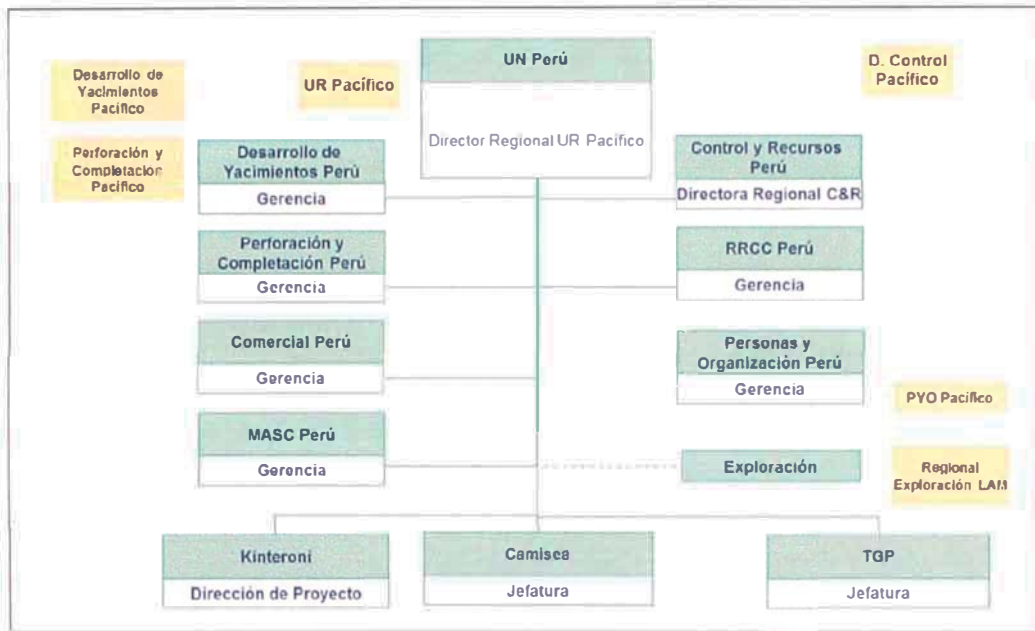 UN Perú
Director Regional UR Pacífico
Desarrollo de
Yacimientos
Pacífico
UR Pacífico
D. Control
Pacífico
Perforación y
Completación
Pacífico
Desarrollo de
Yacimientos Perú
Gerencia
Control y Recursos
Perú
Directora Regional C&R
Perforación y
Completación Perú
Gerencia
RRCC Perú
Gerencia
Comercial Perú
Gerencia
Personas y
Organización Perú
Gerencia
PYO Pacífico
MASC Perú
Gerencia
Exploración
Regional
Exploración LAM
Kinteroni
Dirección de Proyecto
Camisea
Jefatura
TGP
Jefatura